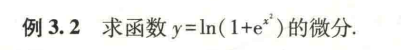 例 3.2 求函数 y=ln(1+e^{x^2})的微分.